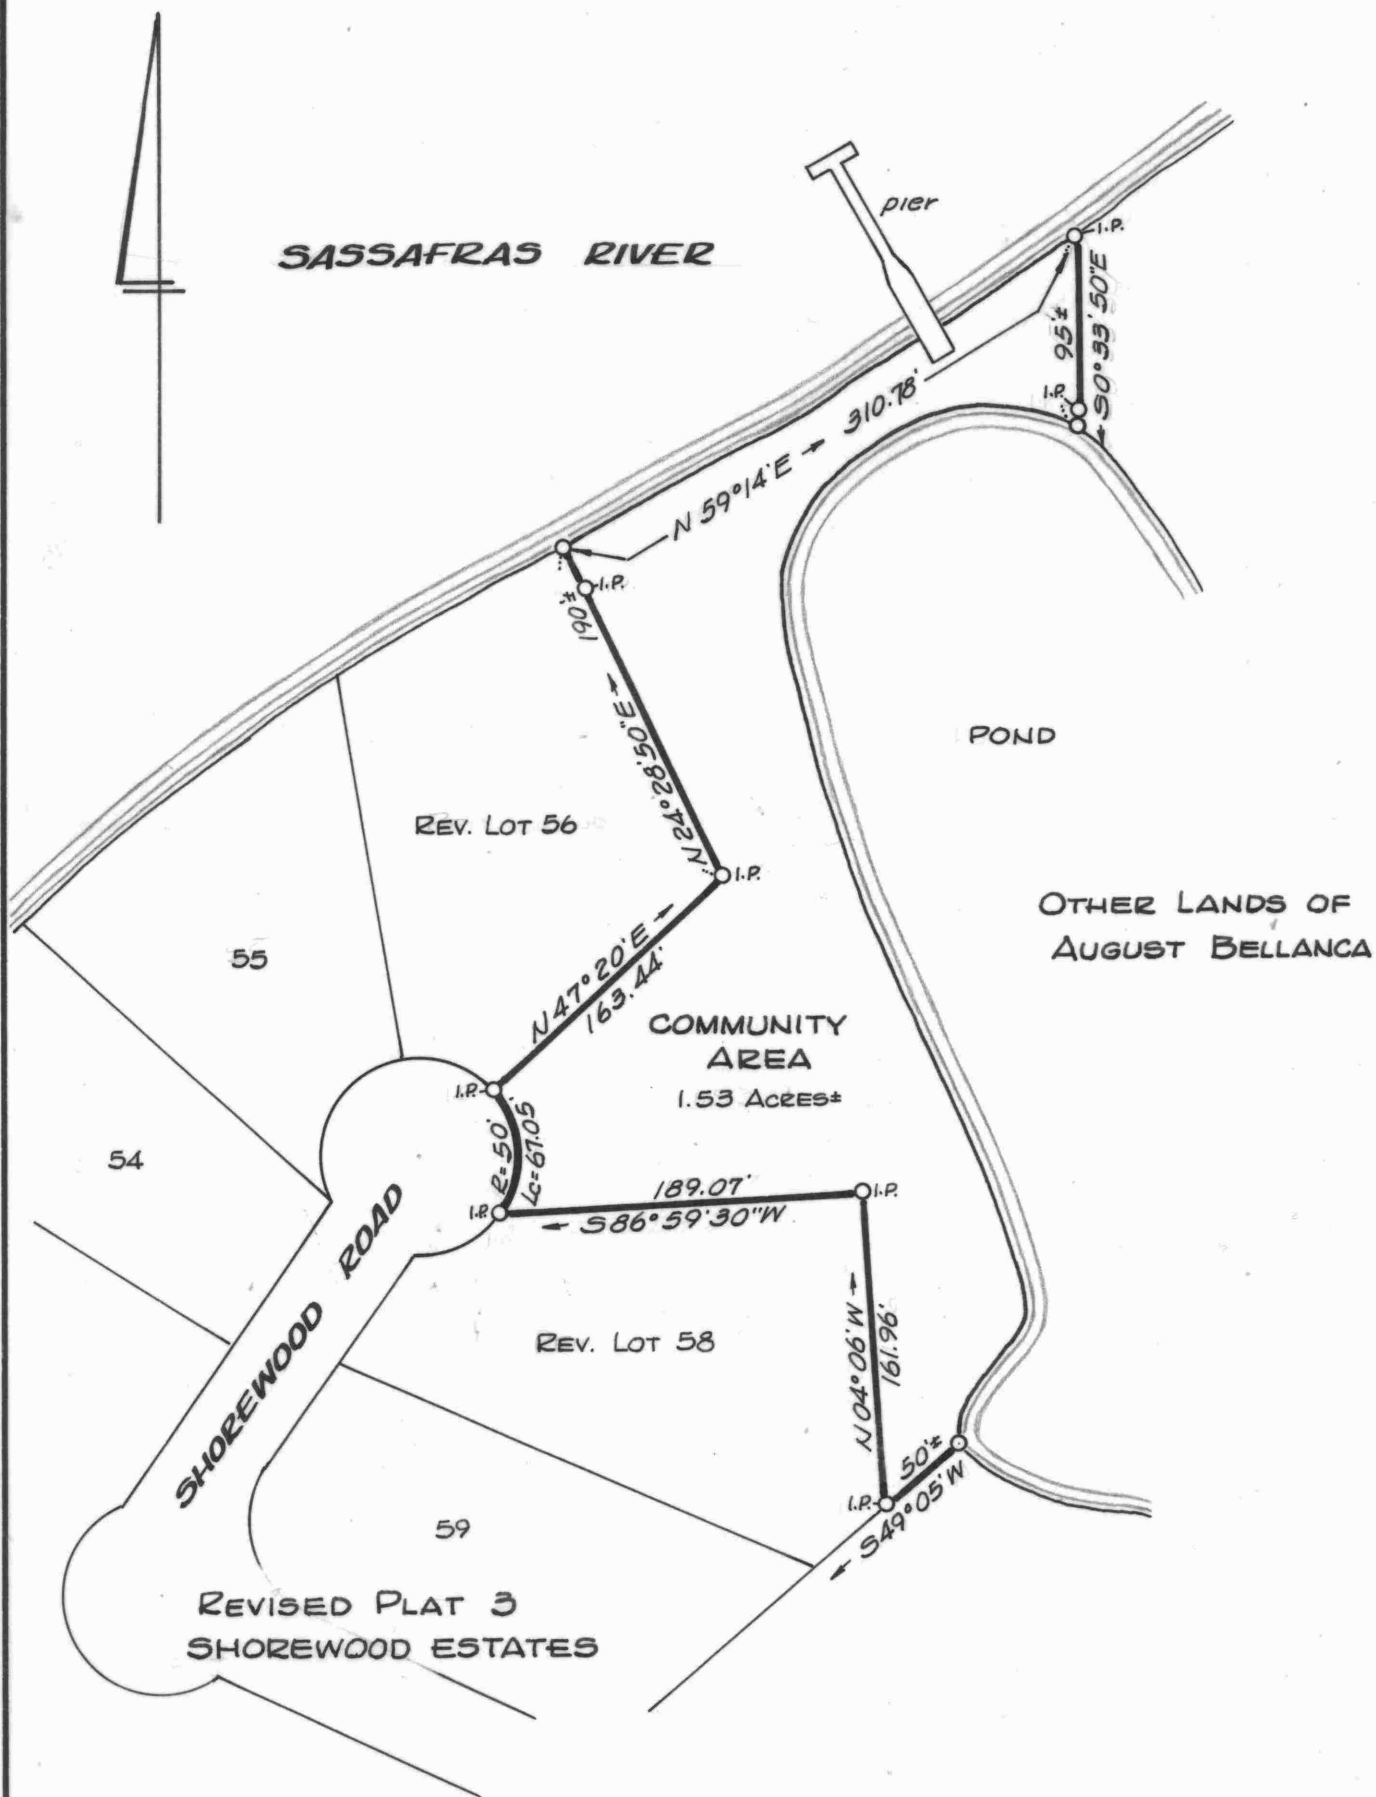 SASSAFRAS RIVER
pier
I.P.
95'±
S0°33'50"E
I.P.
310.78'
N 59°14'E
I.P.
190'±
N 24°28'50"E
I.P.
POND
REV. LOT 56
OTHER LANDS OF
AUGUST BELLANCA
55
N 47°20'E
163.44'
COMMUNITY
AREA
1.53 ACRES±
I.P.
R=50'
Lc=67.05'
54
I.P.
189.07'
S86°59'30"W
I.P.
SHOREWOOD ROAD
REV. LOT 58
N 04°06'W
161.96'
50'±
S49°05'W
I.P.
59
REVISED PLAT 3
SHOREWOOD ESTATES